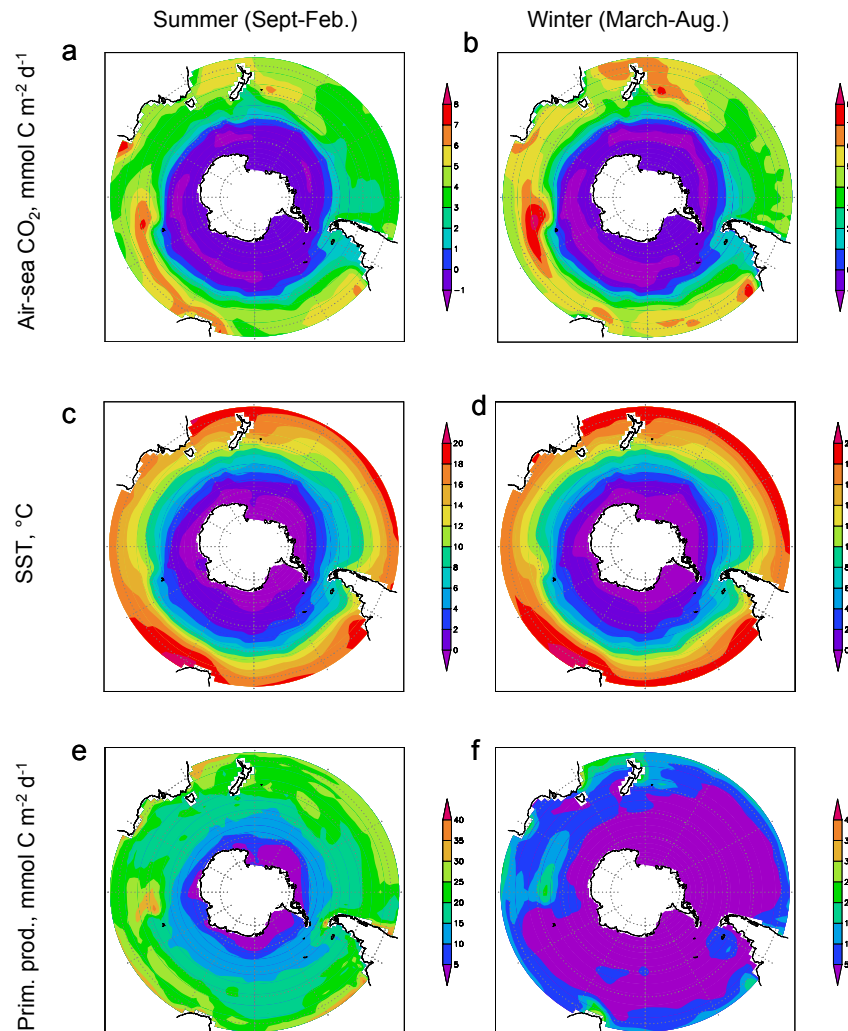 Summer (Sept-Feb.)
Winter (March-Aug.)
a
b
Air-sea CO₂, mmol C m⁻² d⁻¹
8
7
6
5
4
3
2
1
0
−1
c
d
SST, °C
20
18
16
14
12
10
8
6
4
2
0
e
f
Prim. prod., mmol C m⁻² d⁻¹
40
35
30
25
20
15
10
5